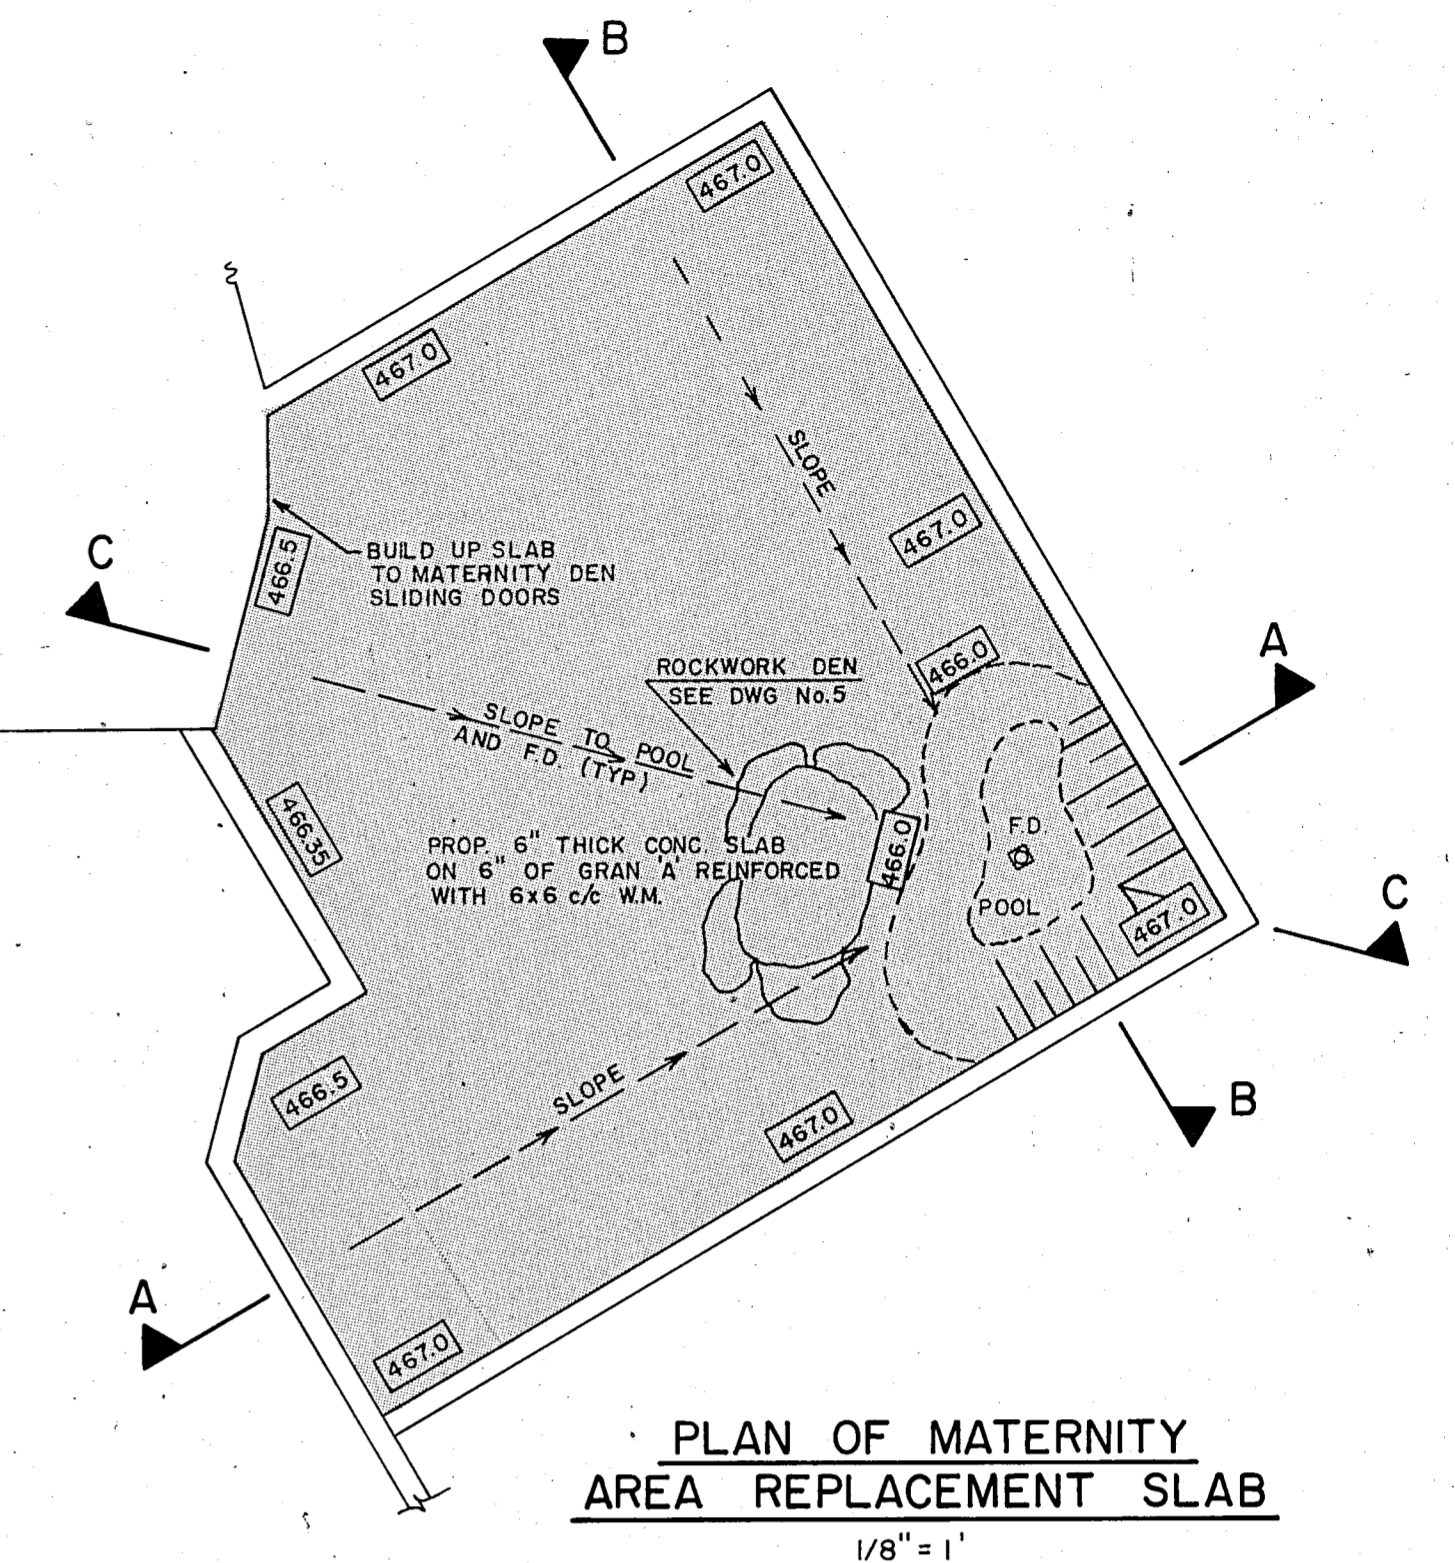 B
467.0
467.0
SLOPE
467.0
C
466.5
BUILD UP SLAB
TO MATERNITY DEN
SLIDING DOORS
A
466.0
ROCKWORK DEN
SEE DWG No.5
SLOPE TO POOL
AND F.D. (TYP.)
466.35
PROP. 6" THICK CONC. SLAB
ON 6" OF GRAN 'A' REINFORCED
WITH 6x6 c/c W.M.
466.0
F.D
POOL
467.0
C
466.5
SLOPE
467.0
B
A
467.0
PLAN OF MATERNITY
AREA REPLACEMENT SLAB
1/8" = 1'